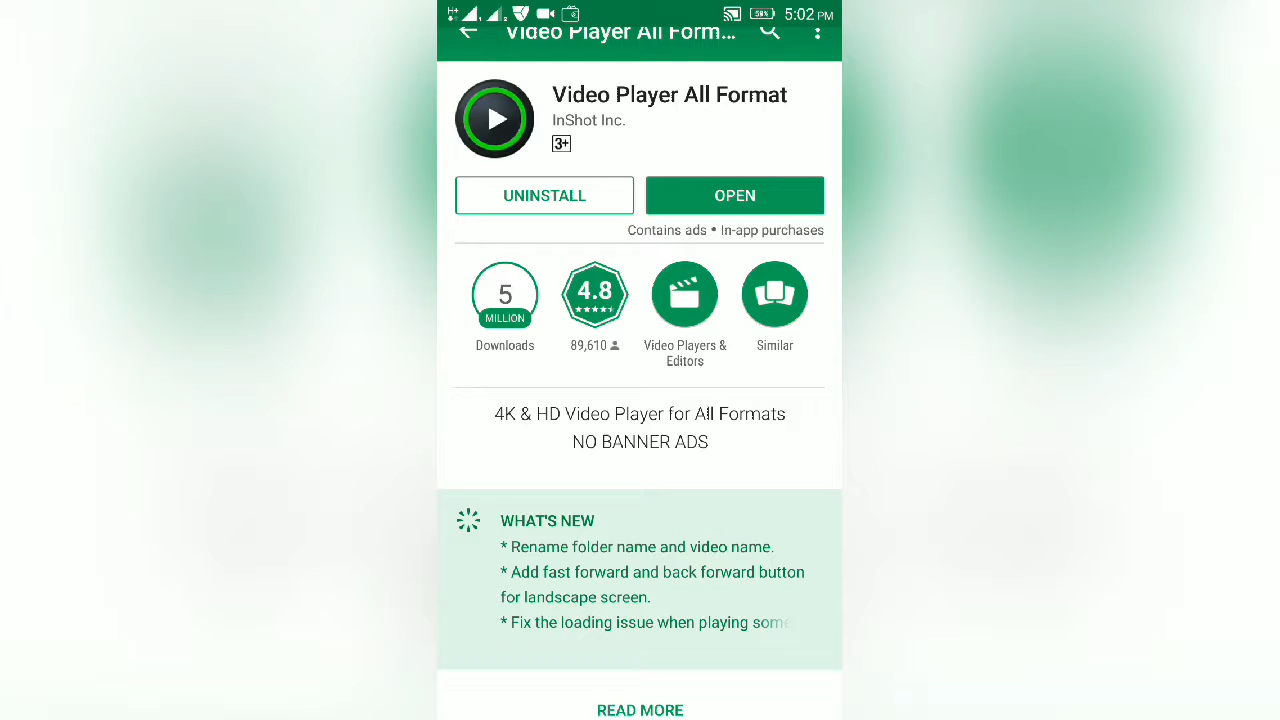 H+ 1 2 59% 5:02 PM
Video Player All Form...
Video Player All Format
InShot Inc.
3+
UNINSTALL OPEN
Contains ads • In-app purchases
5 MILLION
Downloads
4.8
89,610
Video Players &
Editors
Similar
4K & HD Video Player for All Formats
NO BANNER ADS
WHAT'S NEW
* Rename folder name and video name.
* Add fast forward and back forward button
for landscape screen.
* Fix the loading issue when playing some
READ MORE